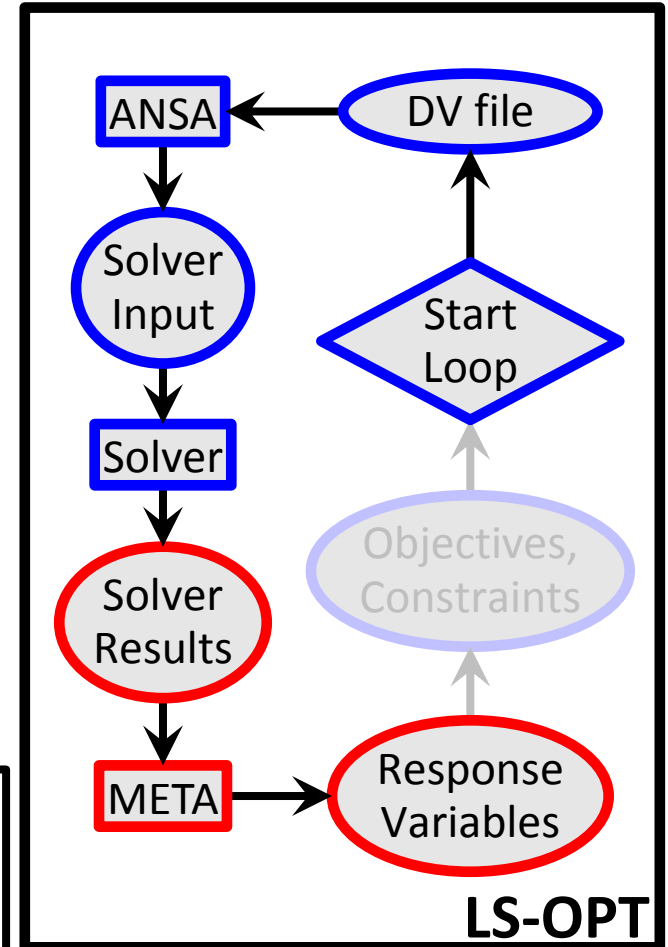 ANSA
DV file
Solver
Input
Start
Loop
Solver
Objectives,
Constraints
Solver
Results
META
Response
Variables
LS-OPT